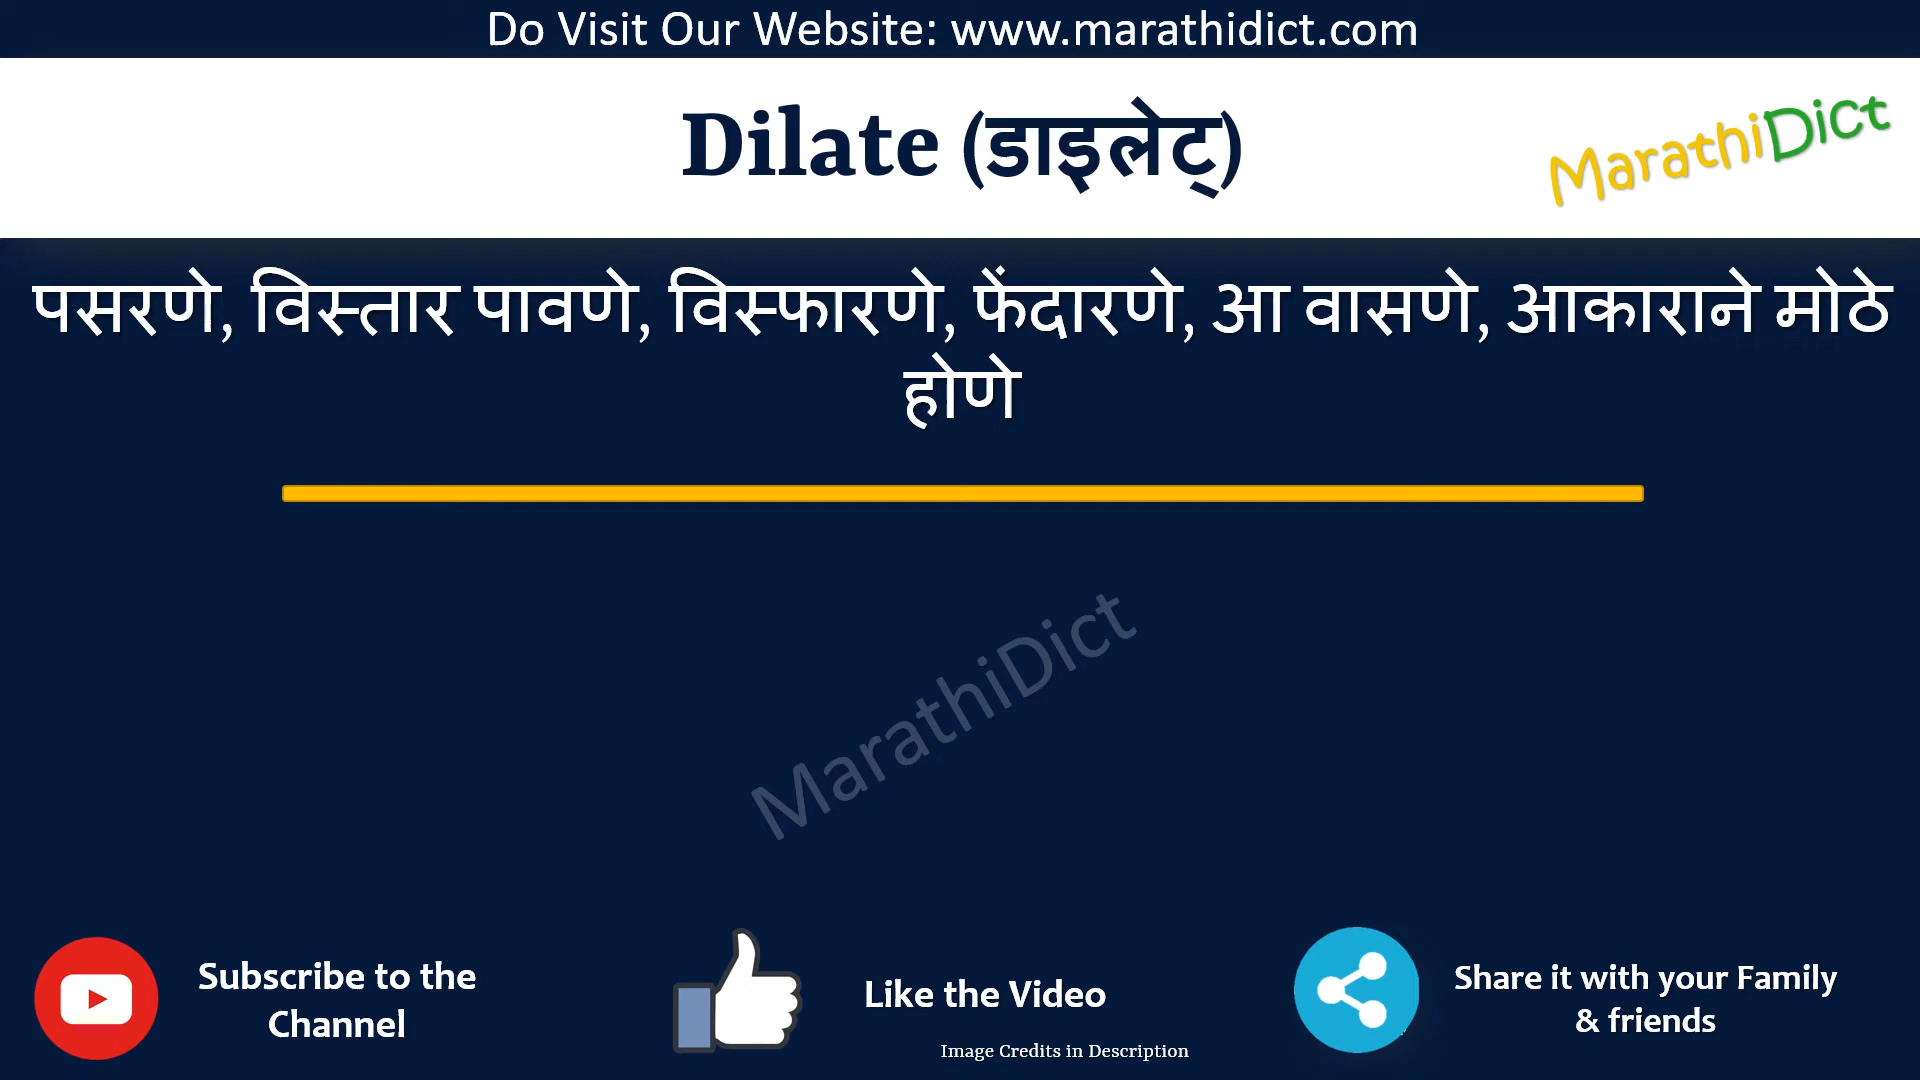 Do Visit Our Website: www.marathidict.com
Dilate (डाइलेट्)
MarathiDict
पसरणे, विस्तार पावणे, विस्फारणे, फेंदारणे, आ वासणे, आकाराने मोठे
होणे
MarathiDict
Subscribe to the
Channel
Like the Video
Share it with your Family
& friends
Image Credits in Description